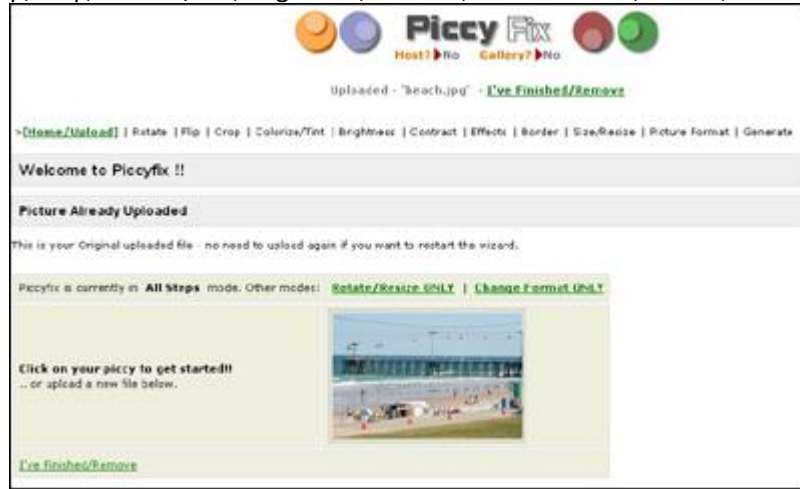 Piccy Fix
Host? No Gallery? No
Uploaded - "beach.jpg" - I've Finished/Remove
>[Home/Upload] | Rotate | Flip | Crop | Colorize/Tint | Brightness | Contrast | Effects | Border | Size/Resize | Picture Format | Generate
Welcome to Piccyfix !!
Picture Already Uploaded
This is your Original uploaded file - no need to upload again if you want to restart the wizard.
Piccyfix is currently in All Steps mode. Other modes: Rotate/Resize ONLY | Change Format ONLY
Click on your piccy to get started!!
... or upload a new file below.
I've Finished/Remove